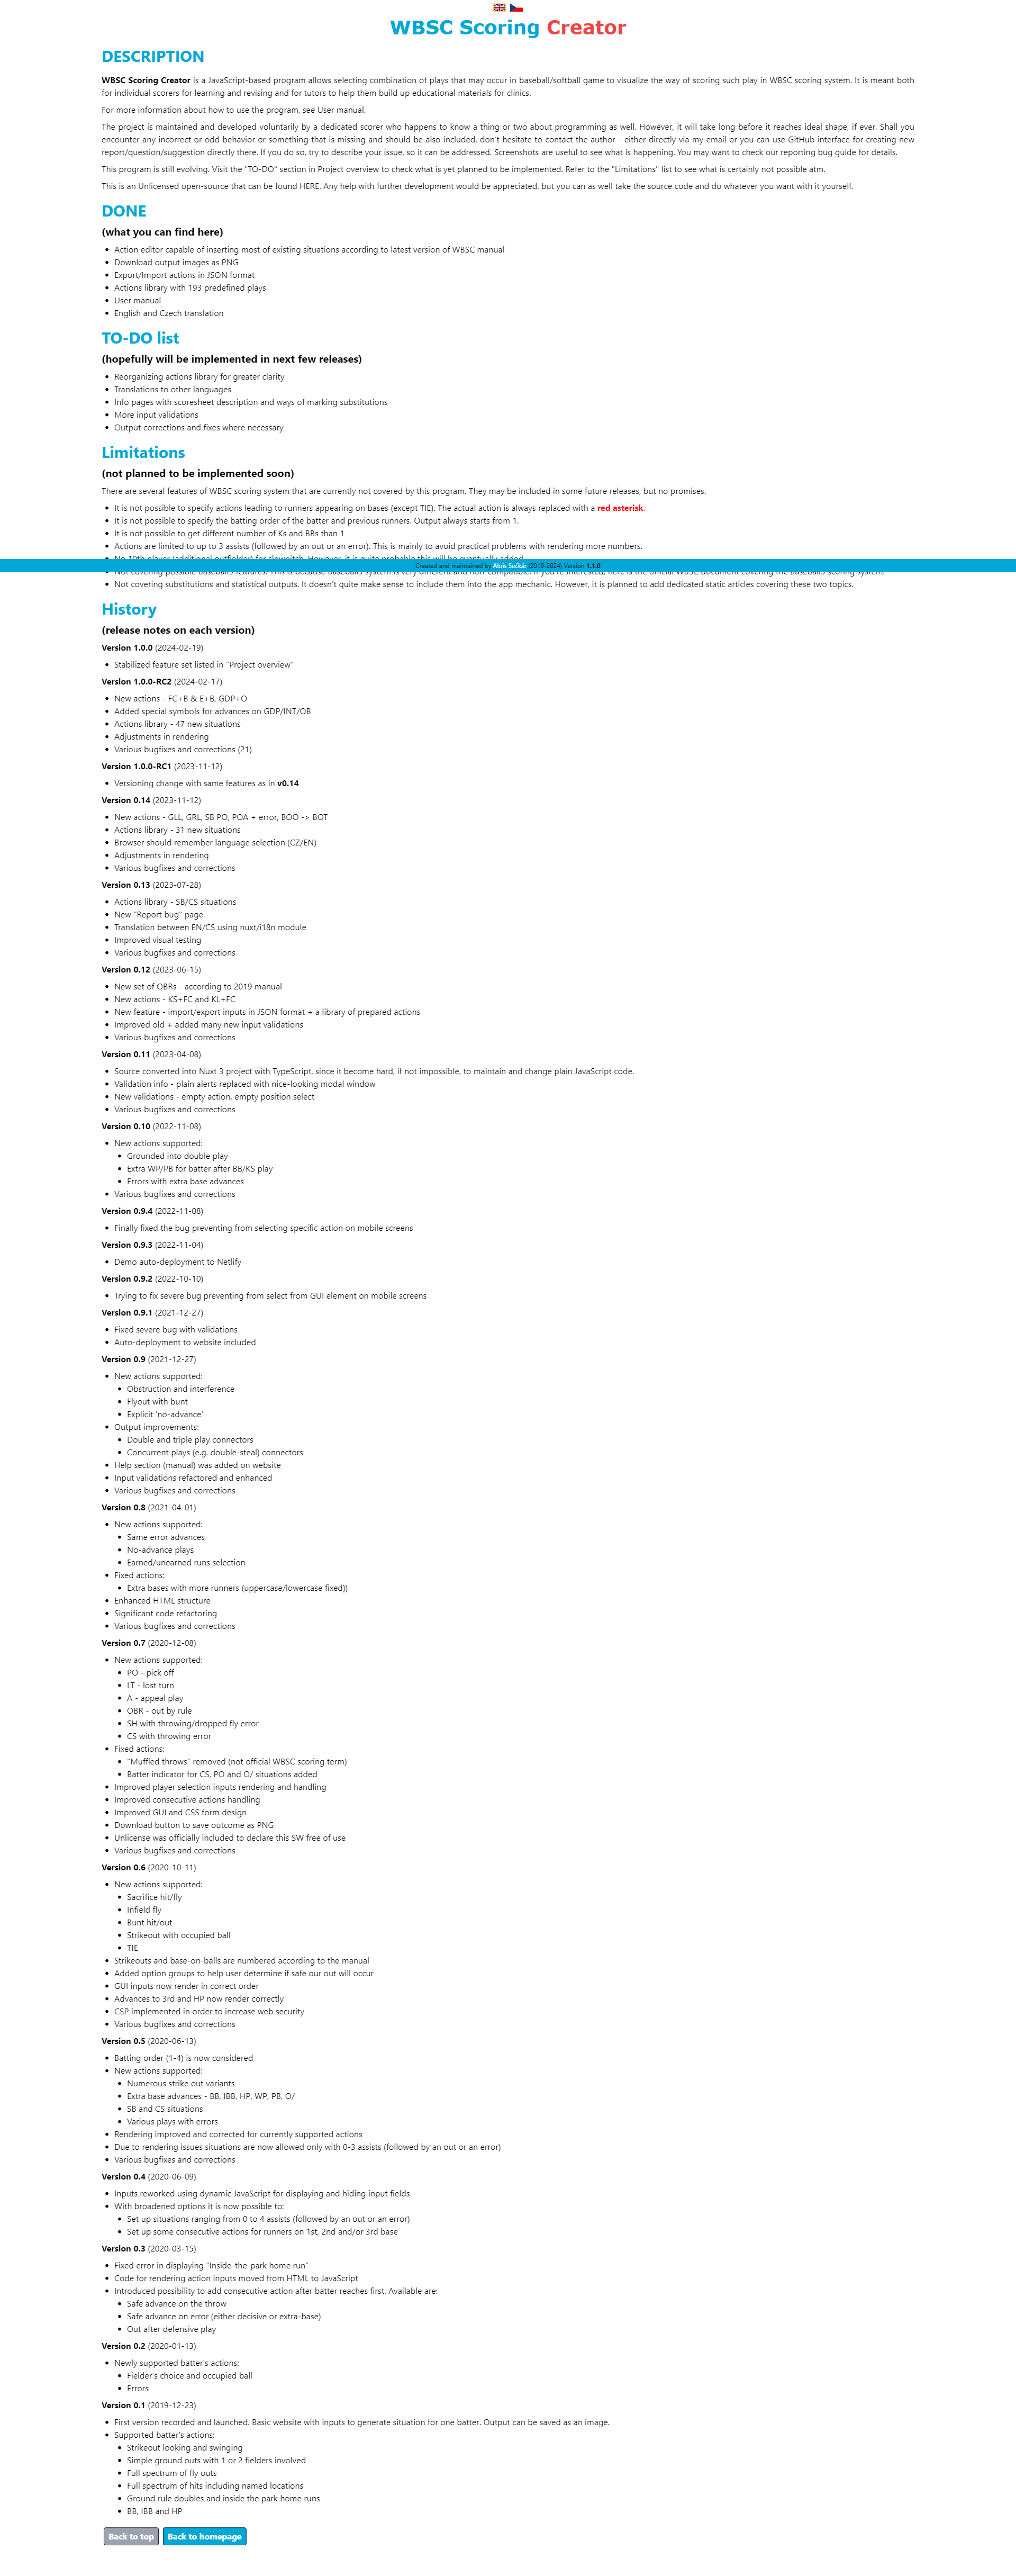 WBSC Scoring Creator
DESCRIPTION
WBSC Scoring Creator is a JavaScript-based program allows selecting combination of plays that may occur in baseball/softball game to visualize the way of scoring such play in WBSC scoring system. It is meant both
for individual scorers for learning and revising and for tutors to help them build up educational materials for clinics.
For more information about how to use the program, see User manual.
The project is maintained and developed voluntarily by a dedicated scorer who happens to know a thing or two about programming as well. However, it will take long before it reaches ideal shape, if ever. Shall you
encounter any incorrect or odd behavior or something that is missing and should be also included, don't hesitate to contact the author - either directly via my email or you can use GitHub interface for creating new
report/question/suggestion directly there. If you do so, try to describe your issue, so it can be addressed. Screenshots are useful to see what is happening. You may want to check our reporting bug guide for details.
This program is still evolving. Visit the "TO-DO" section in Project overview to check what is yet planned to be implemented. Refer to the "Limitations" list to see what is certainly not possible atm.
This is an Unlicensed open-source that can be found HERE. Any help with further development would be appreciated, but you can as well take the source code and do whatever you want with it yourself.
DONE
(what you can find here)
Action editor capable of inserting most of existing situations according to latest version of WBSC manual
Download output images as PNG
Export/Import actions in JSON format
Actions library with 193 predefined plays
User manual
English and Czech translation
TO-DO list
(hopefully will be implemented in next few releases)
Reorganizing actions library for greater clarity
Translations to other languages
Info pages with scoresheet description and ways of marking substitutions
More input validations
Output corrections and fixes where necessary
Limitations
(not planned to be implemented soon)
There are several features of WBSC scoring system that are currently not covered by this program. They may be included in some future releases, but no promises.
It is not possible to specify actions leading to runners appearing on bases (except TIE). The actual action is always replaced with a red asterisk.
It is not possible to specify the batting order of the batter and previous runners. Output always starts from 1.
It is not possible to get different number of Ks and BBs than 1
Actions are limited up to 3 assists (followed by an out or an error). This is mainly to avoid practical problems with rendering more numbers.
No 10th player (additional outfielder) for slowpitch. However, it is quite probable this will be eventually added.
Created and maintained by Alois Sečkár (2019-2024) Version 1.1.0
Not covering possible baseball5 features. This is because baseball5 system is very different and non-compatible. If you're interested, here is the official WBSC document covering the baseball5 scoring system.
Not covering substitutions and statistical outputs. It doesn't quite make sense to include them into the app mechanic. However, it is planned to add dedicated static articles covering these two topics.
History
(release notes on each version)
Version 1.0.0 (2024-02-19)
Stabilized feature set listed in "Project overview"
Version 1.0.0-RC2 (2024-02-17)
New actions - FC+B & E+B, GDP+O
Added special symbols for advances on GDP/INT/OB
Actions library - 47 new situations
Adjustments in rendering
Various bugfixes and corrections (21)
Version 1.0.0-RC1 (2023-11-12)
Versioning change with same features as in v0.14
Version 0.14 (2023-11-12)
New actions - GLL, GRL, SB PO, POA + error, BOO -> BOT
Actions library - 31 new situations
Browser should remember language selection (CZ/EN)
Adjustments in rendering
Various bugfixes and corrections
Version 0.13 (2023-07-28)
Actions library - SB/CS situations
New "Report bug" page
Translation between EN/CS using nuxt/i18n module
Improved visual testing
Various bugfixes and corrections
Version 0.12 (2023-06-15)
New set of OBRs - according to 2019 manual
New actions - KS+FC and KL+FC
New feature - import/export inputs in JSON format + a library of prepared actions
Improved old + added many new input validations
Various bugfixes and corrections
Version 0.11 (2023-04-08)
Source converted into Nuxt 3 project with TypeScript, since it become hard, if not impossible, to maintain and change plain JavaScript code.
Validation info - plain alerts replaced with nice-looking modal window
New validations - empty action, empty position select
Various bugfixes and corrections
Version 0.10 (2022-11-08)
New actions supported:
Grounded into double play
Extra WP/PB for batter after BB/KS play
Errors with extra base advances
Various bugfixes and corrections
Version 0.9.4 (2022-11-08)
Finally fixed the bug preventing from selecting specific action on mobile screens
Version 0.9.3 (2022-11-04)
Demo auto-deployment to Netlify
Version 0.9.2 (2022-10-10)
Trying to fix severe bug preventing from select from GUI element on mobile screens
Version 0.9.1 (2021-12-27)
Fixed severe bug with validations
Auto-deployment to website included
Version 0.9 (2021-12-27)
New actions supported:
Obstruction and interference
Flyout with bunt
Explicit 'no-advance'
Output improvements:
Double and triple play connectors
Concurrent plays (e.g. double-steal) connectors
Help section (manual) was added on website
Input validations refactored and enhanced
Various bugfixes and corrections
Version 0.8 (2021-04-01)
New actions supported:
Same error advances
No-advance plays
Earned/unearned runs selection
Fixed actions:
Extra bases with more runners (uppercase/lowercase fixed))
Enhanced HTML structure
Significant code refactoring
Various bugfixes and corrections
Version 0.7 (2020-12-08)
New actions supported:
PO - pick off
LT - lost turn
A - appeal play
OBR - out by rule
SH with throwing/dropped fly error
CS with throwing error
Fixed actions:
"Muffled throws" removed (not official WBSC scoring term)
Batter indicator for CS, PO and O/ situations added
Improved player selection inputs rendering and handling
Improved consecutive actions handling
Improved GUI and CSS form design
Download button to save outcome as PNG
Unlicense was officially included to declare this SW free of use
Various bugfixes and corrections
Version 0.6 (2020-10-11)
New actions supported:
Sacrifice hit/fly
Infield fly
Bunt hit/out
Strikeout with occupied ball
TIE
Strikeouts and base-on-balls are numbered according to the manual
Added option groups to help user determine if safe our out will occur
GUI inputs now render in correct order
Advances to 3rd and HP now render correctly
CSP implemented in order to increase web security
Various bugfixes and corrections
Version 0.5 (2020-06-13)
Batting order (1-4) is now considered
New actions supported:
Numerous strike out variants
Extra base advances - BB, IBB, HP, WP, PB, O/
SB and CS situations
Various plays with errors
Rendering improved and corrected for currently supported actions
Due to rendering issues situations are now allowed only with 0-3 assists (followed by an out or an error)
Various bugfixes and corrections
Version 0.4 (2020-06-09)
Inputs reworked using dynamic JavaScript for displaying and hiding input fields
With broadened options it is now possible to:
Set up situations ranging from 0 to 4 assists (followed by an out or an error)
Set up some consecutive actions for runners on 1st, 2nd and/or 3rd base
Version 0.3 (2020-03-15)
Fixed error in displaying "Inside-the-park home run"
Code for rendering action inputs moved from HTML to JavaScript
Introduced possibility to add consecutive action after batter reaches first. Available are:
Safe advance on the throw
Safe advance on error (either decisive or extra-base)
Out after defensive play
Version 0.2 (2020-01-13)
Newly supported batter's actions:
Fielder's choice and occupied ball
Errors
Version 0.1 (2019-12-23)
First version recorded and launched. Basic website with inputs to generate situation for one batter. Output can be saved as an image.
Supported batter's actions:
Strikeout looking and swinging
Simple ground outs with 1 or 2 fielders involved
Full spectrum of fly outs
Full spectrum of hits including named locations
Ground rule doubles and inside the park home runs
BB, IBB and HP
Back to top Back to homepage